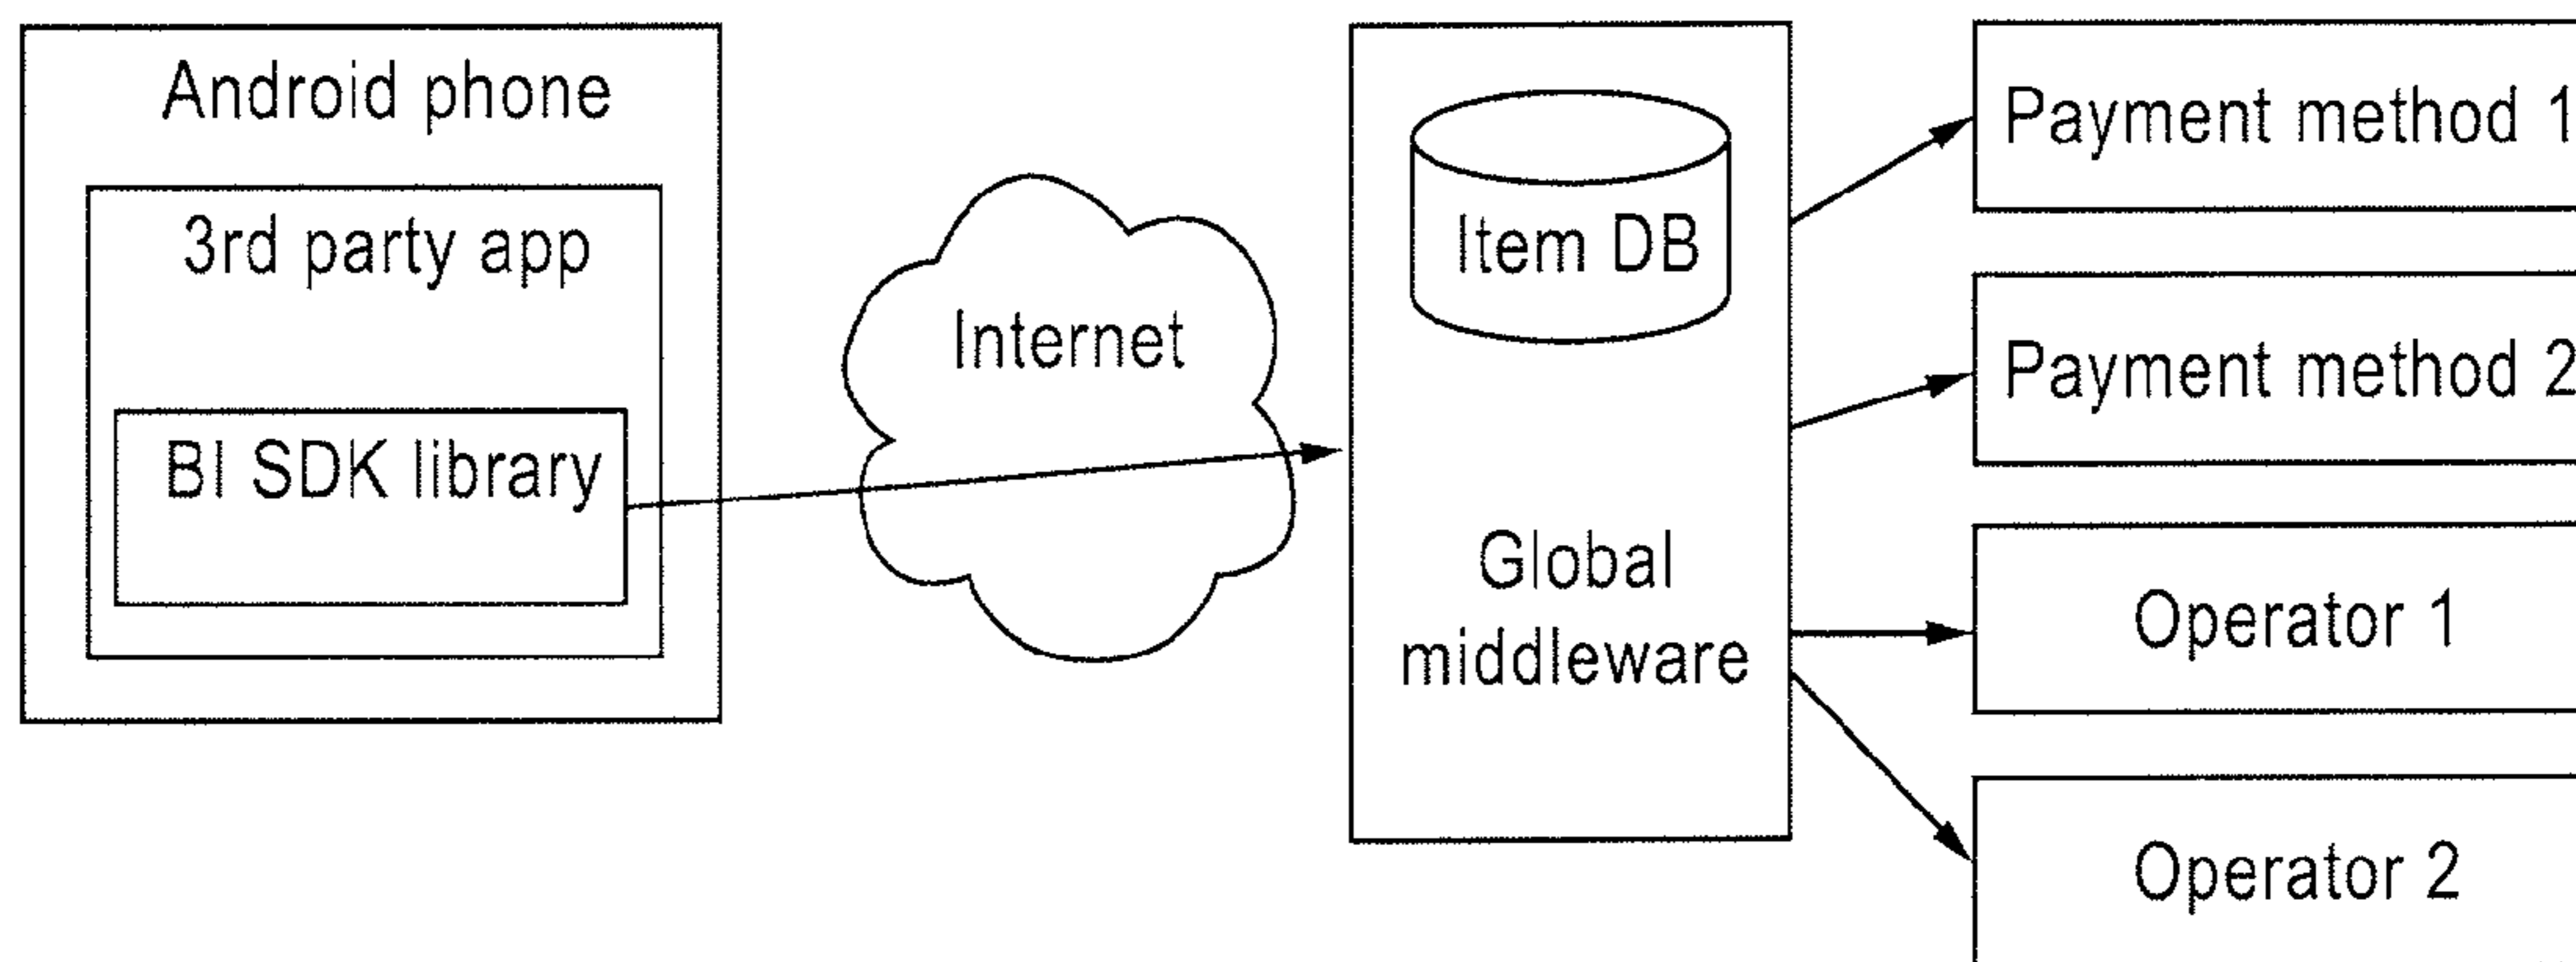 Android phone
3rd party app
BI SDK library
Internet
Item DB
Global
middleware
Payment method 1
Payment method 2
Operator 1
Operator 2